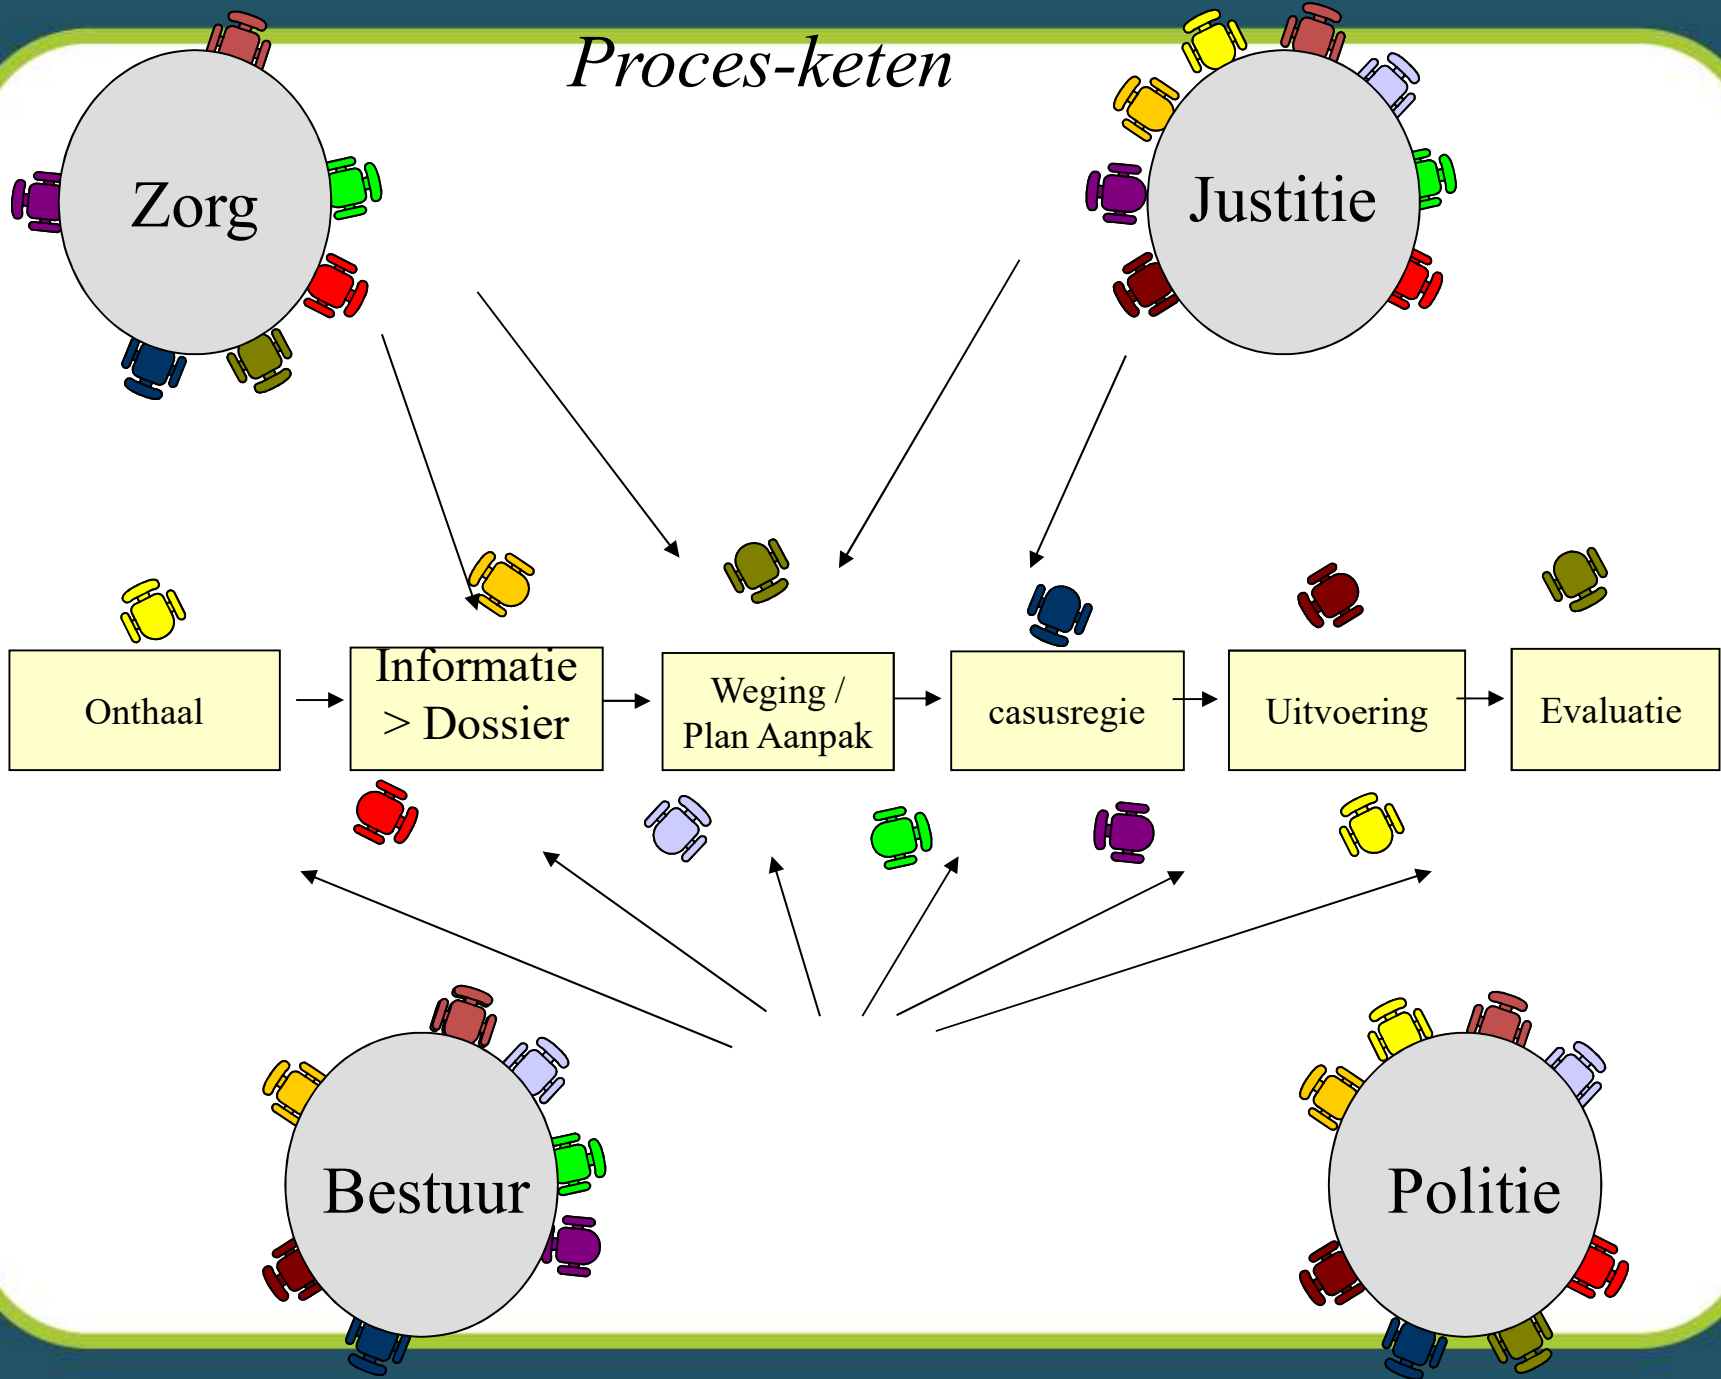 Proces-keten
Zorg
Justitie
Onthaal
Informatie
> Dossier
Weging /
Plan Aanpak
casusregie
Uitvoering
Evaluatie
Bestuur
Politie